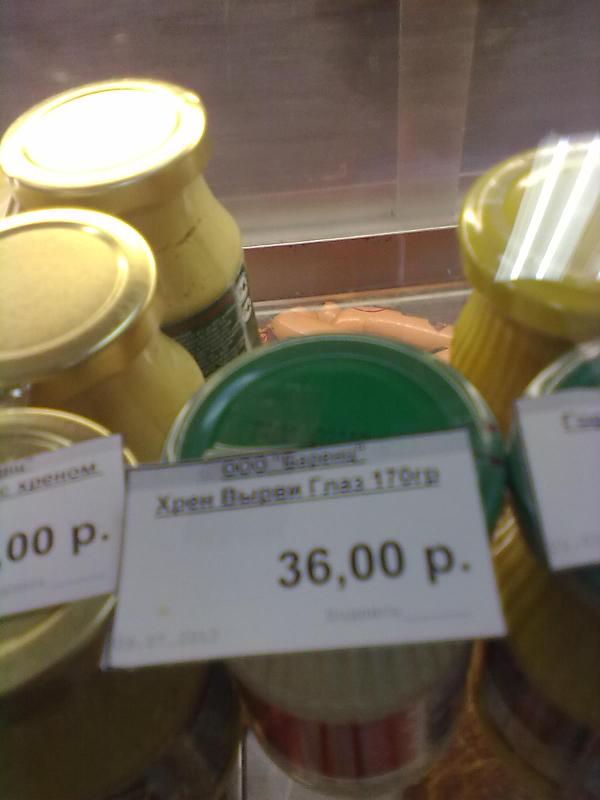 с хреном
,00 р.
ООО "Баренц"
Хрен Вырви Глаз 170гр
36,00 р.